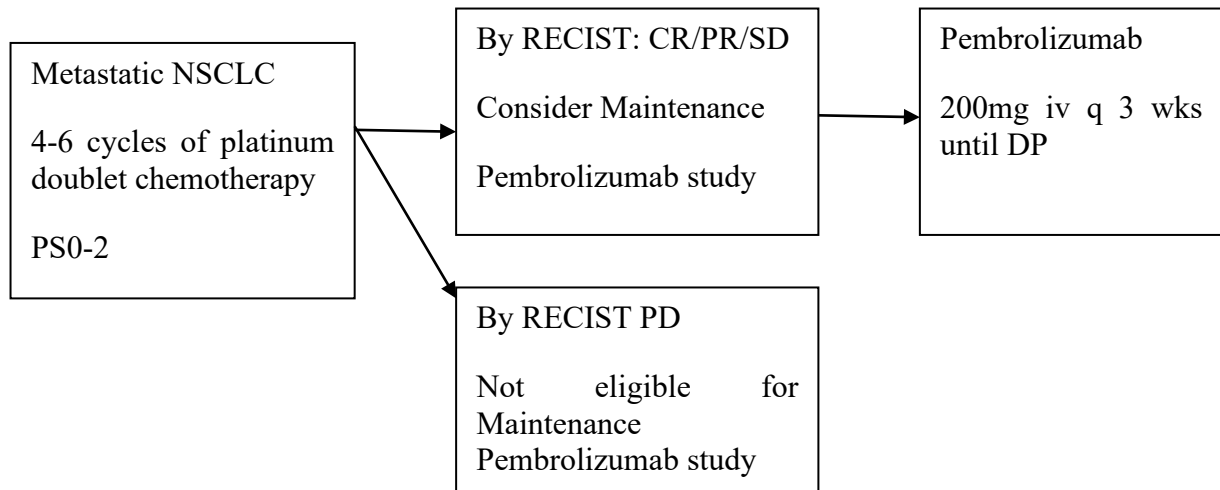 Metastatic NSCLC
4-6 cycles of platinum
doublet chemotherapy
PS0-2
By RECIST: CR/PR/SD
Consider Maintenance
Pembrolizumab study
Pembrolizumab
200mg iv q 3 wks
until DP
By RECIST PD
Not eligible for
Maintenance
Pembrolizumab study